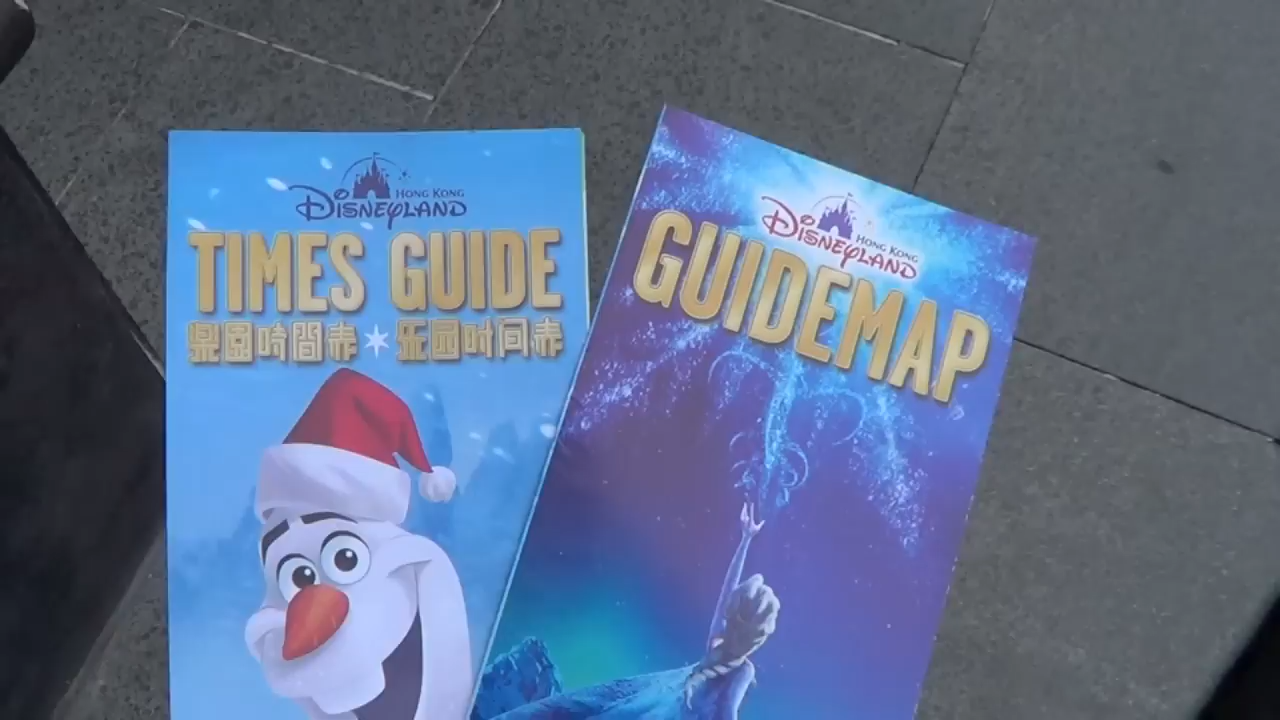 HONG KONG
DISNEYLAND
TIMES GUIDE
樂園時間表 乐园时间表
HONG KONG
DISNEYLAND
GUIDEMAP